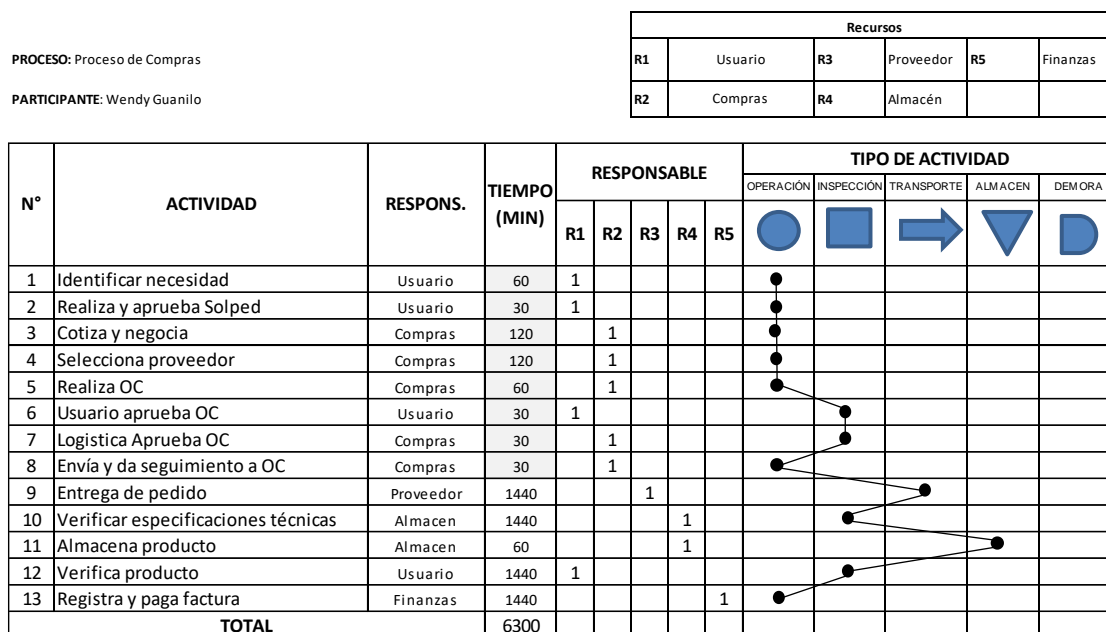 Recursos
PROCESO: Proceso de Compras
R1 Usuario R3 Proveedor R5 Finanzas
PARTICIPANTE: Wendy Guanilo
R2 Compras R4 Almacén
N° ACTIVIDAD RESPONS. TIEMPO (MIN) RESPONSABLE TIPO DE ACTIVIDAD
OPERACIÓN INSPECCIÓN TRANSPORTE ALMACEN DEMORA
R1 R2 R3 R4 R5
1 Identificar necesidad Usuario 60 1
2 Realiza y aprueba Solped Usuario 30 1
3 Cotiza y negocia Compras 120 1
4 Selecciona proveedor Compras 120 1
5 Realiza OC Compras 60 1
6 Usuario aprueba OC Usuario 30 1
7 Logistica Aprueba OC Compras 30 1
8 Envía y da seguimiento a OC Compras 30 1
9 Entrega de pedido Proveedor 1440 1
10 Verificar especificaciones técnicas Almacen 1440 1
11 Almacena producto Almacen 60 1
12 Verifica producto Usuario 1440 1
13 Registra y paga factura Finanzas 1440 1
TOTAL 6300